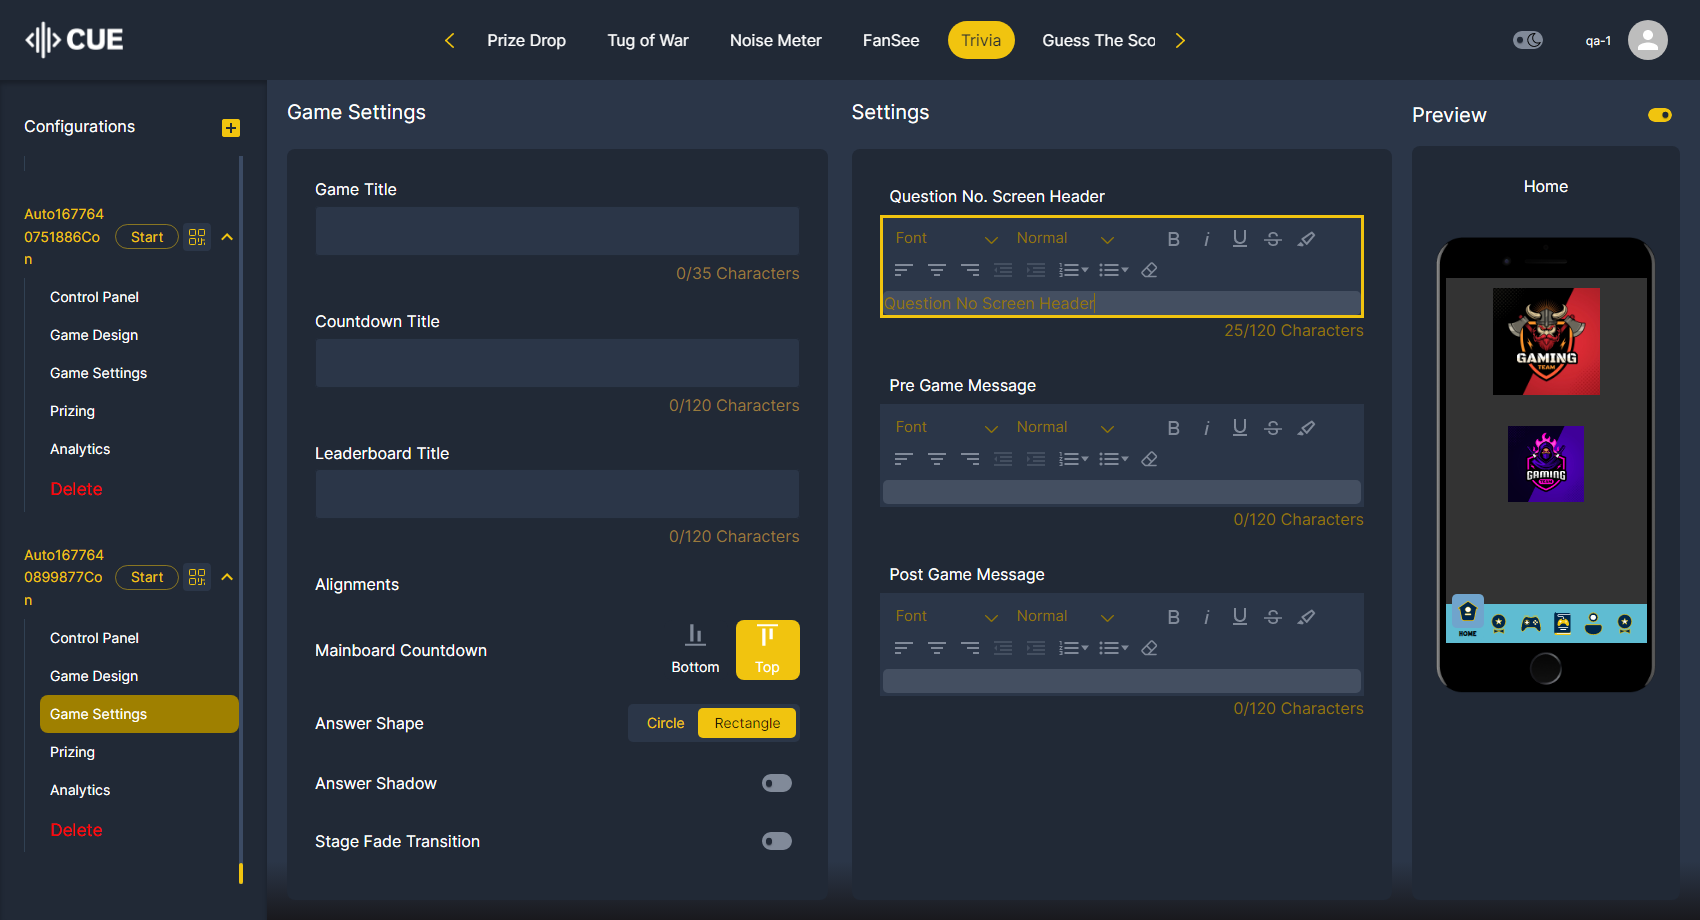 CUE
Prize Drop
Tug of War
Noise Meter
FanSee
Trivia
Guess The Sco
qa-1
Configurations
Auto167764
0751886Co
n
Start
Control Panel
Game Design
Game Settings
Prizing
Analytics
Delete
Auto167764
0899877Co
n
Start
Control Panel
Game Design
Game Settings
Prizing
Analytics
Delete
Game Settings
Game Title
0/35 Characters
Countdown Title
0/120 Characters
Leaderboard Title
0/120 Characters
Alignments
Mainboard Countdown
Bottom
Top
Answer Shape
Circle
Rectangle
Answer Shadow
Stage Fade Transition
Settings
Question No. Screen Header
Font
Normal
B i U S
Question No Screen Header
25/120 Characters
Pre Game Message
Font
Normal
B i U S
0/120 Characters
Post Game Message
Font
Normal
B i U S
0/120 Characters
Preview
Home
GAMING
TEAM
GAMING
TEAM
HOME